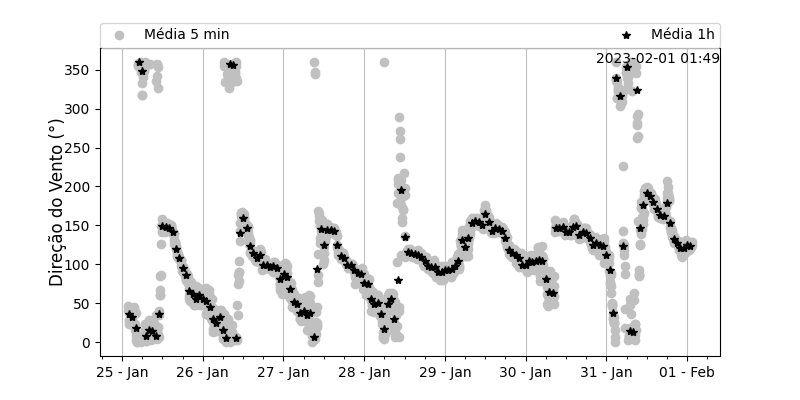 Média 5 min
Média 1h
2023-02-01 01:49
Direção do Vento (°)
350
300
250
200
150
100
50
0
25 - Jan
26 - Jan
27 - Jan
28 - Jan
29 - Jan
30 - Jan
31 - Jan
01 - Feb